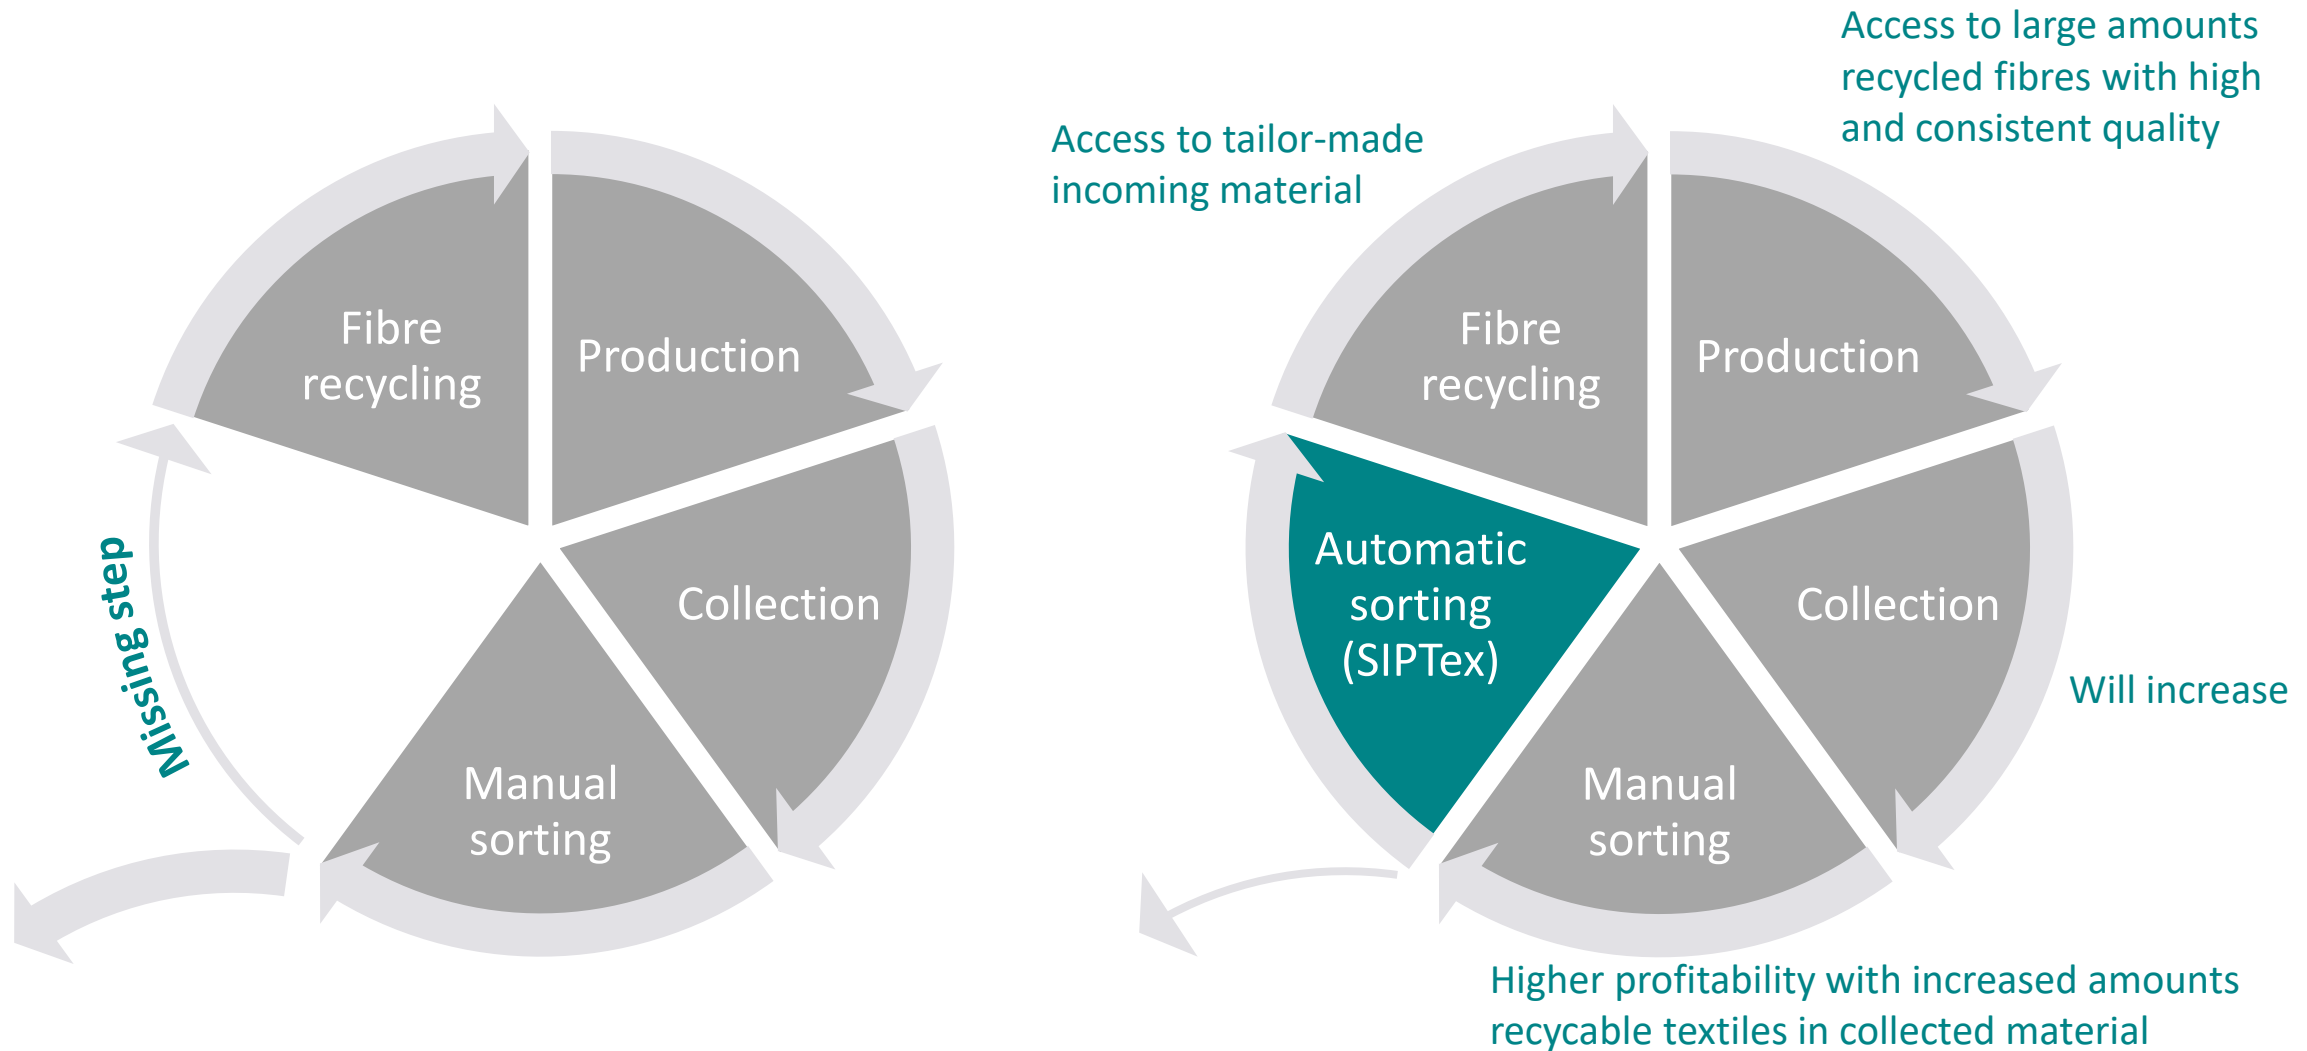 Fibre
recycling
Production
Collection
Manual
sorting
Missing step
Access to tailor-made
incoming material
Access to large amounts
recycled fibres with high
and consistent quality
Fibre
recycling
Production
Automatic
sorting
(SIPTex)
Collection
Will increase
Manual
sorting
Higher profitability with increased amounts
recycable textiles in collected material